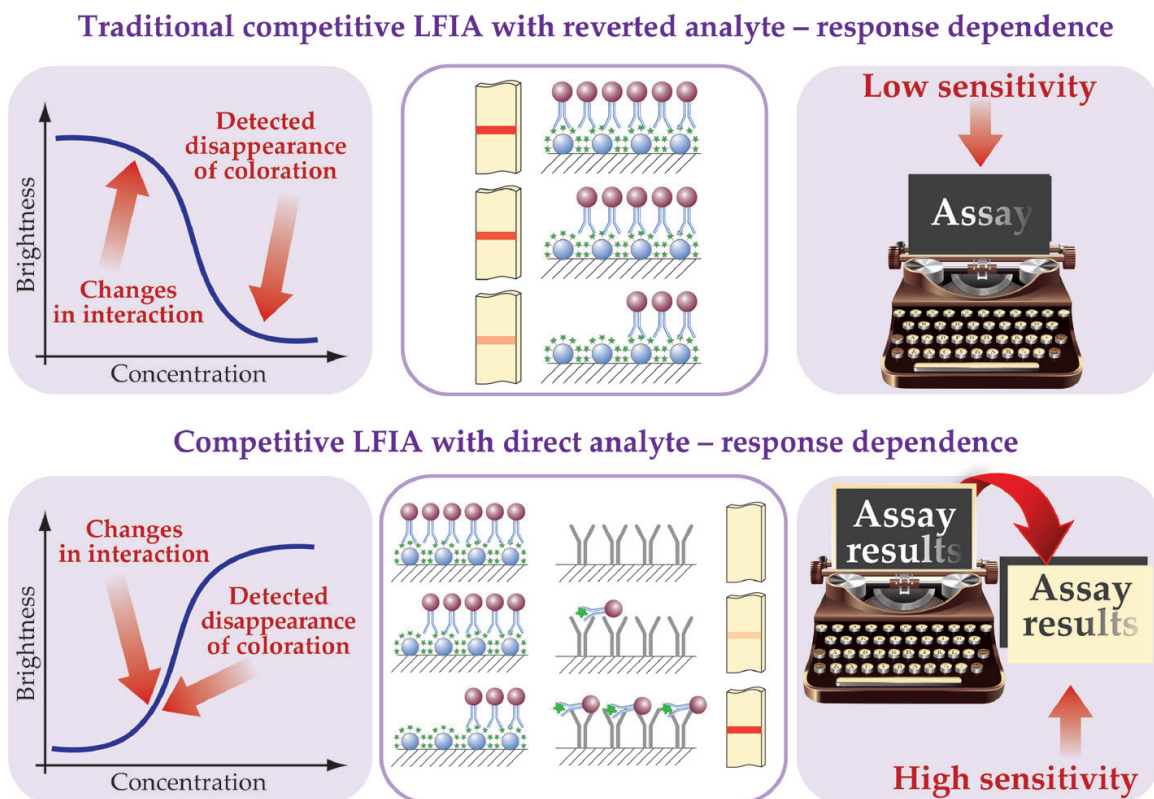 Traditional competitive LFIA with reverted analyte – response dependence
Brightness
Detected
disappearance
of coloration
Changes
in interaction
Concentration
Low sensitivity
Assay
Competitive LFIA with direct analyte – response dependence
Brightness
Changes
in interaction
Detected
disappearance
of coloration
Concentration
Assay
results
Assay
results
High sensitivity